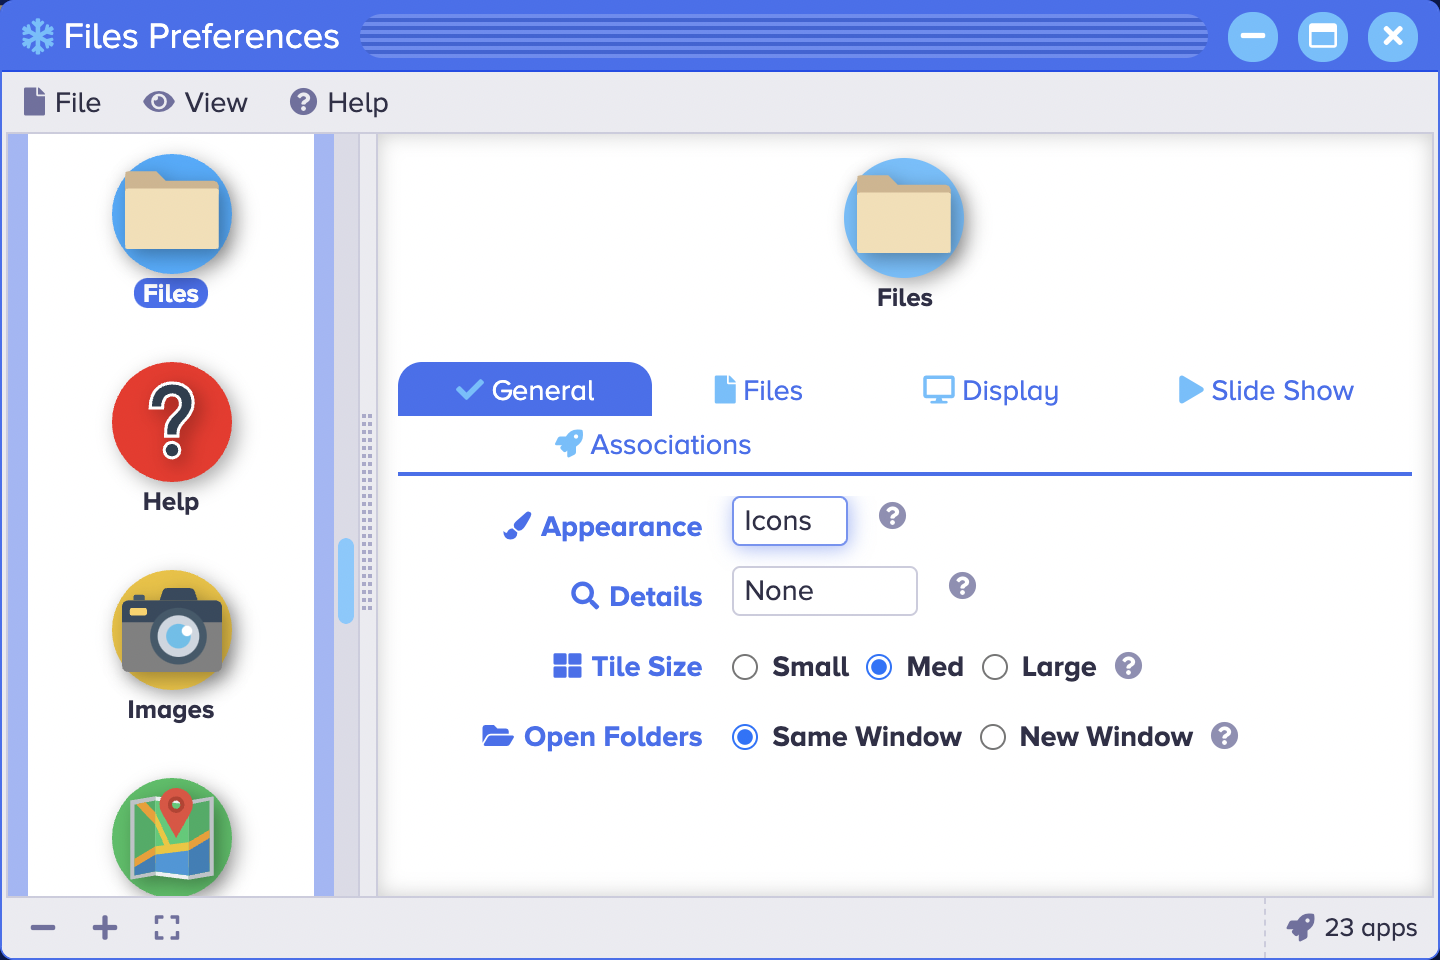 Files Preferences
File View Help
Files
Help
Images
Files
General Files Display Slide Show
Associations
Appearance Icons
Details None
Tile Size Small Med Large
Open Folders Same Window New Window
23 apps